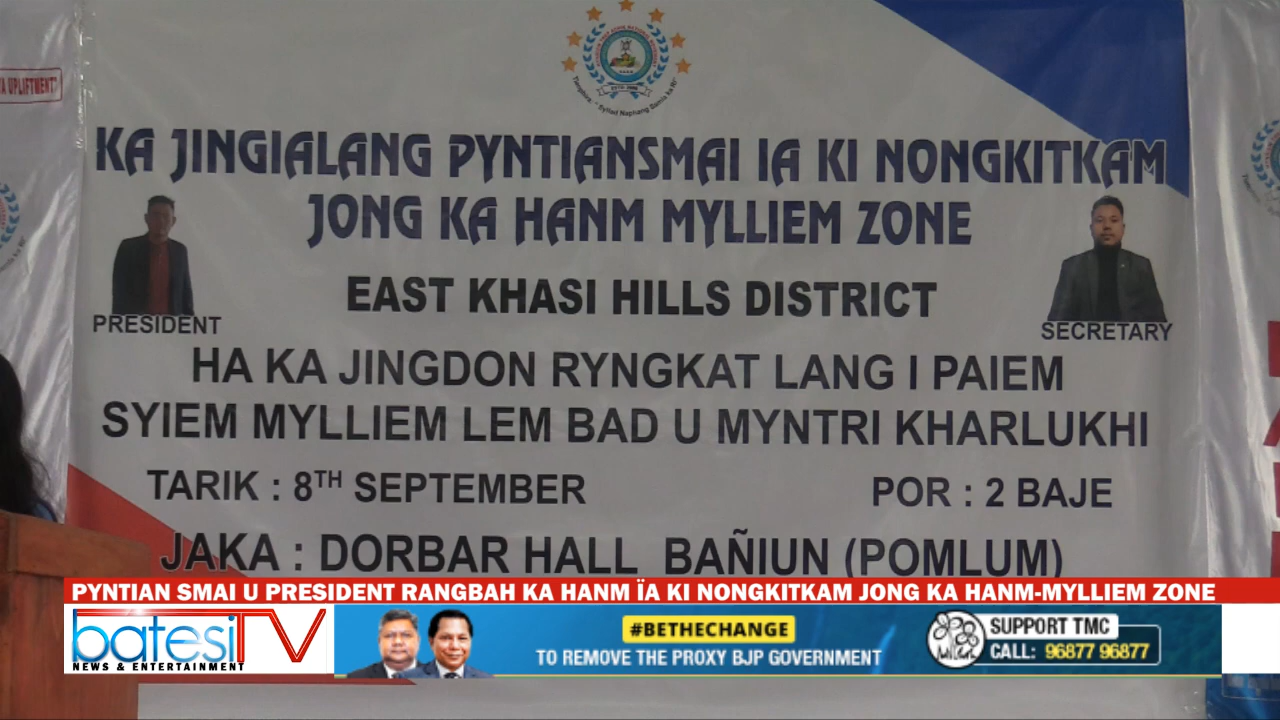 A UPLIFTMENT"
KA JINGIALANG PYNTIANSMAI IA KI NONGKITKAM
JONG KA HANM MYLLIEM ZONE
EAST KHASI HILLS DISTRICT
PRESIDENT
SECRETARY
HA KA JINGDON RYNGKAT LANG I PAIEM
SYIEM MYLLIEM LEM BAD U MYNTRI KHARLUKHI
TARIK : 8TH SEPTEMBER
POR : 2 BAJE
JAKA : DORBAR HALL BAÑIUN (POMLUM)
PYNTIAN SMAI U PRESIDENT RANGBAH KA HANM ÏA KI NONGKITKAM JONG KA HANM-MYLLIEM ZONE
batesi TV
NEWS & ENTERTAINMENT
#BETHECHANGE
TO REMOVE THE PROXY BJP GOVERNMENT
SUPPORT TMC
CALL: 96877 96877